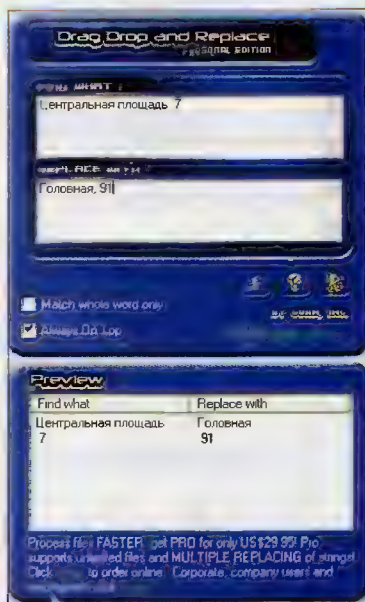 Drag Drop and Replace
PERSONAL EDITION
FIND WHAT
Центральная площадь 7
REPLACE WITH
Головная, 91
Match whole word only
Always On Top
INC.
Preview
Find what Replace with
Центральная площадь Головная
7 91
Process files FASTER, get PRO for only US$29.95! Pro
supports unlimited files and MULTIPLE REPLACING of strings!
Click to order online. Corporate, company users and